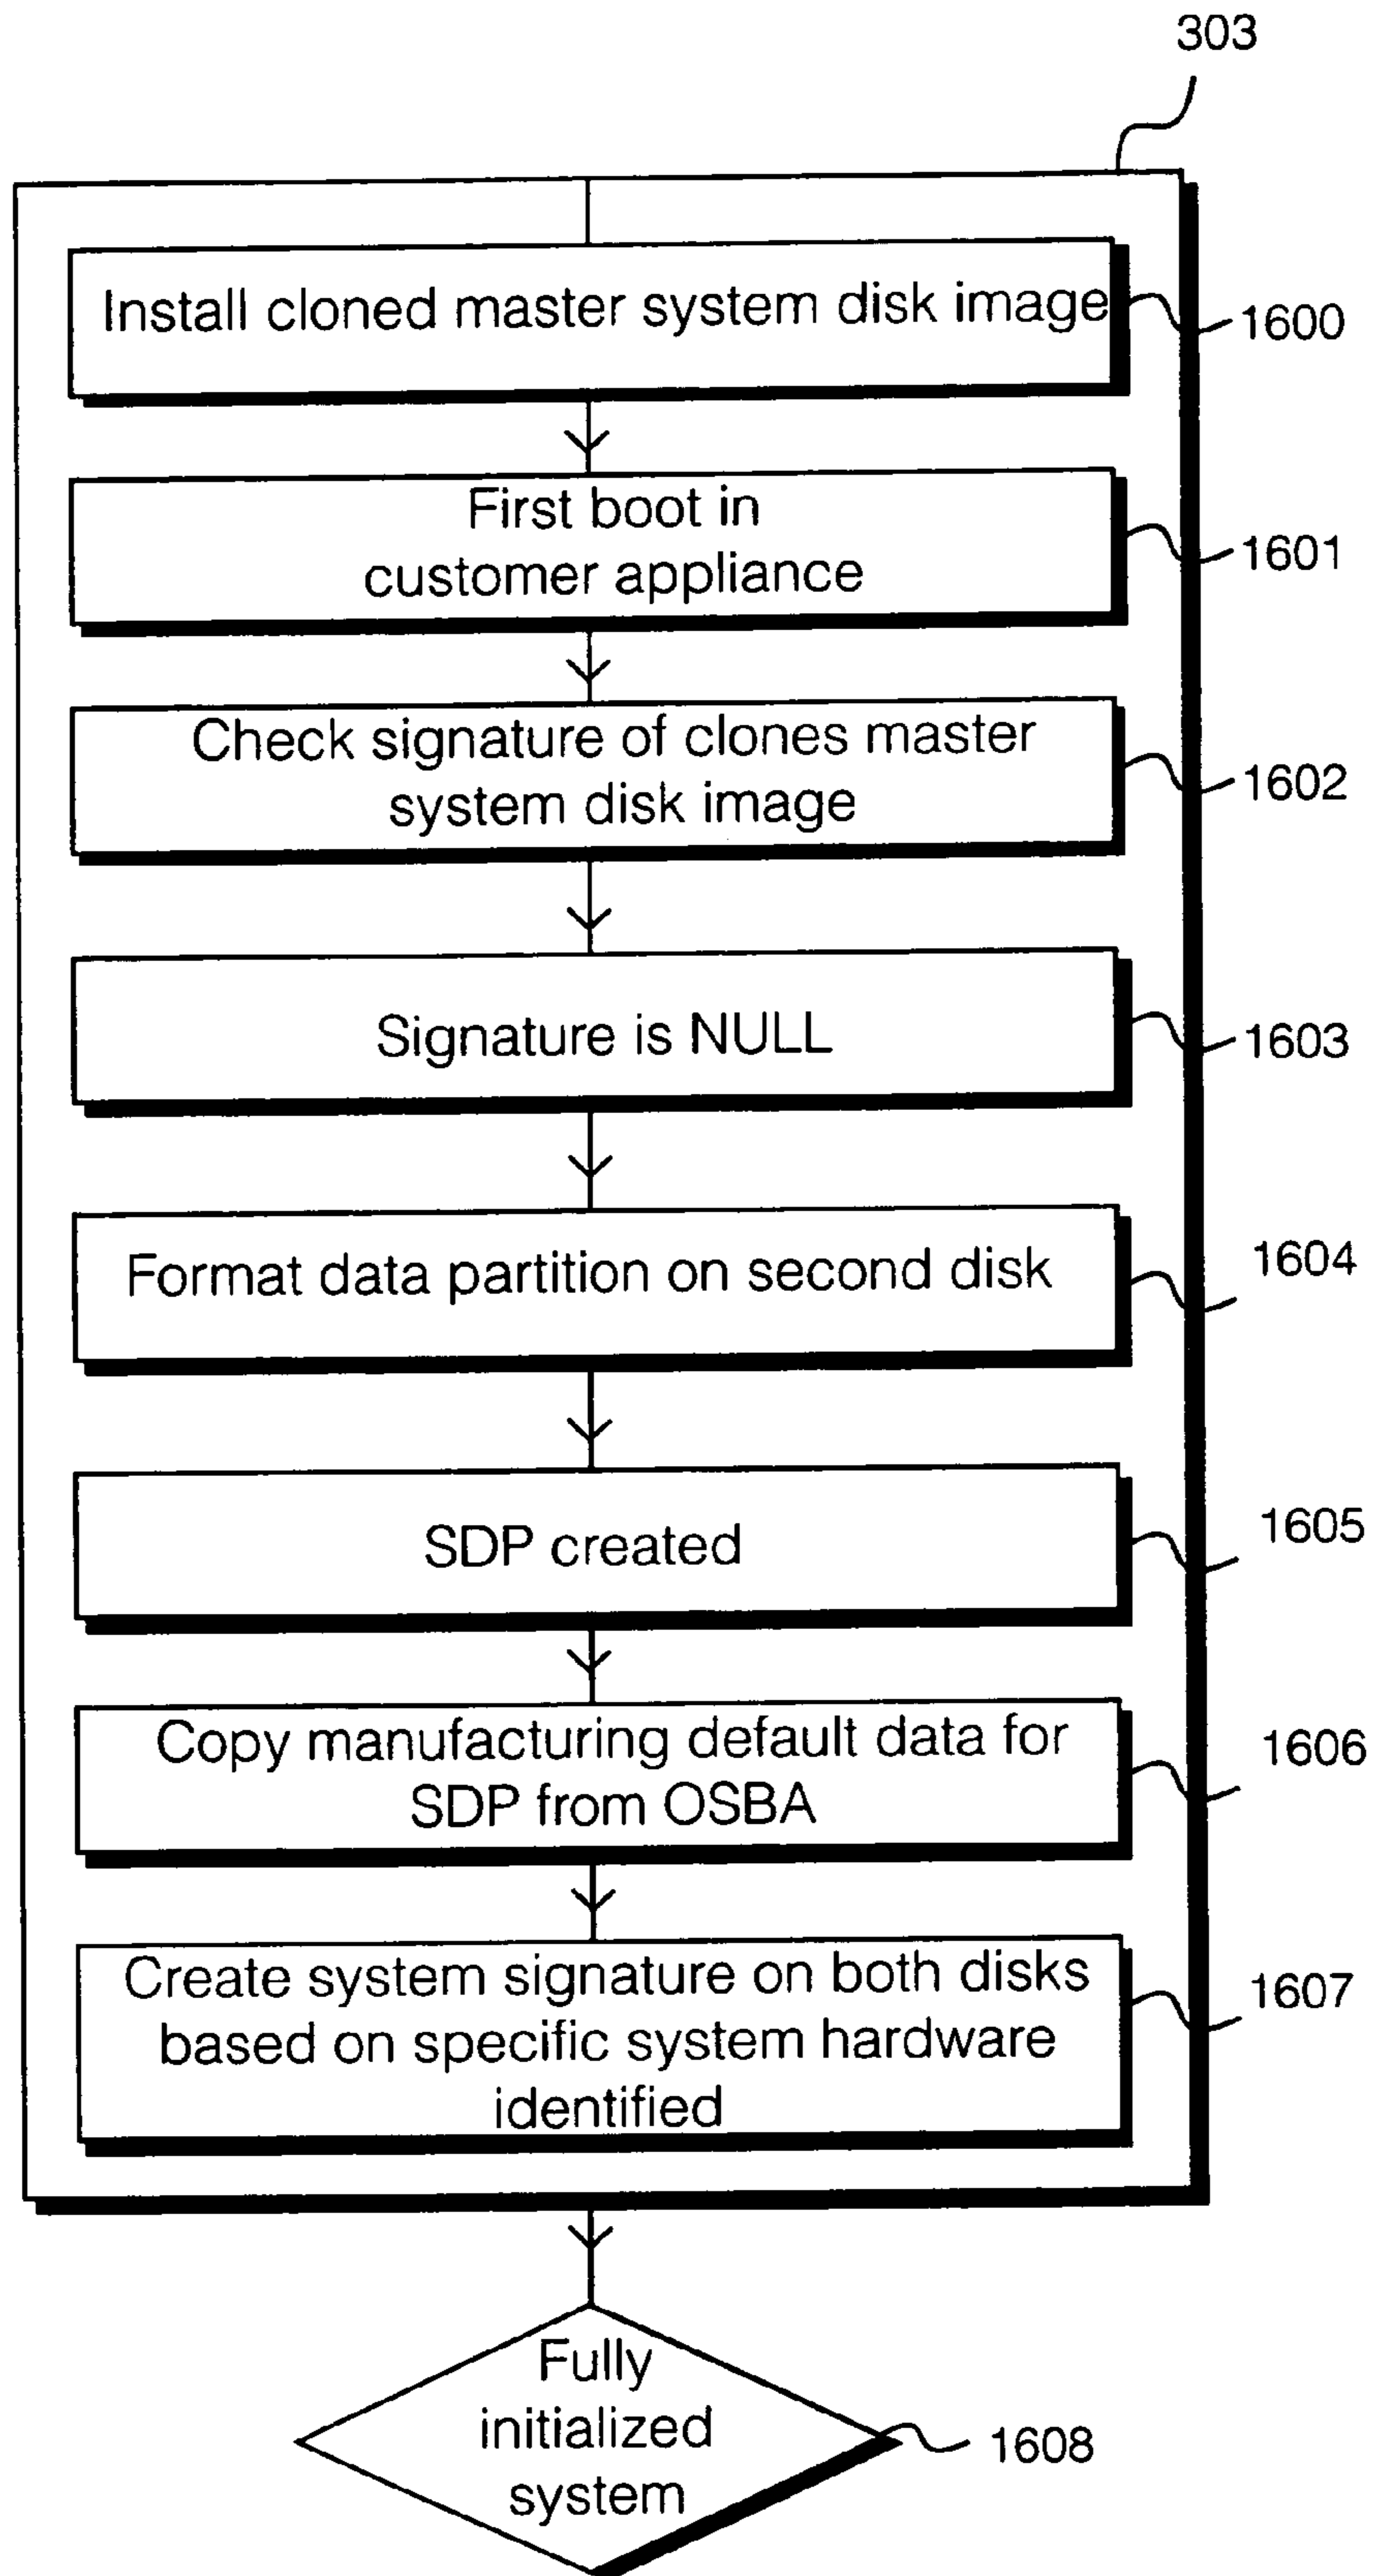 303
Install cloned master system disk image
1600
First boot in
customer appliance
1601
Check signature of clones master
system disk image
1602
Signature is NULL
1603
Format data partition on second disk
1604
SDP created
1605
Copy manufacturing default data for
SDP from OSBA
1606
Create system signature on both disks
based on specific system hardware
identified
1607
Fully
initialized
system
1608